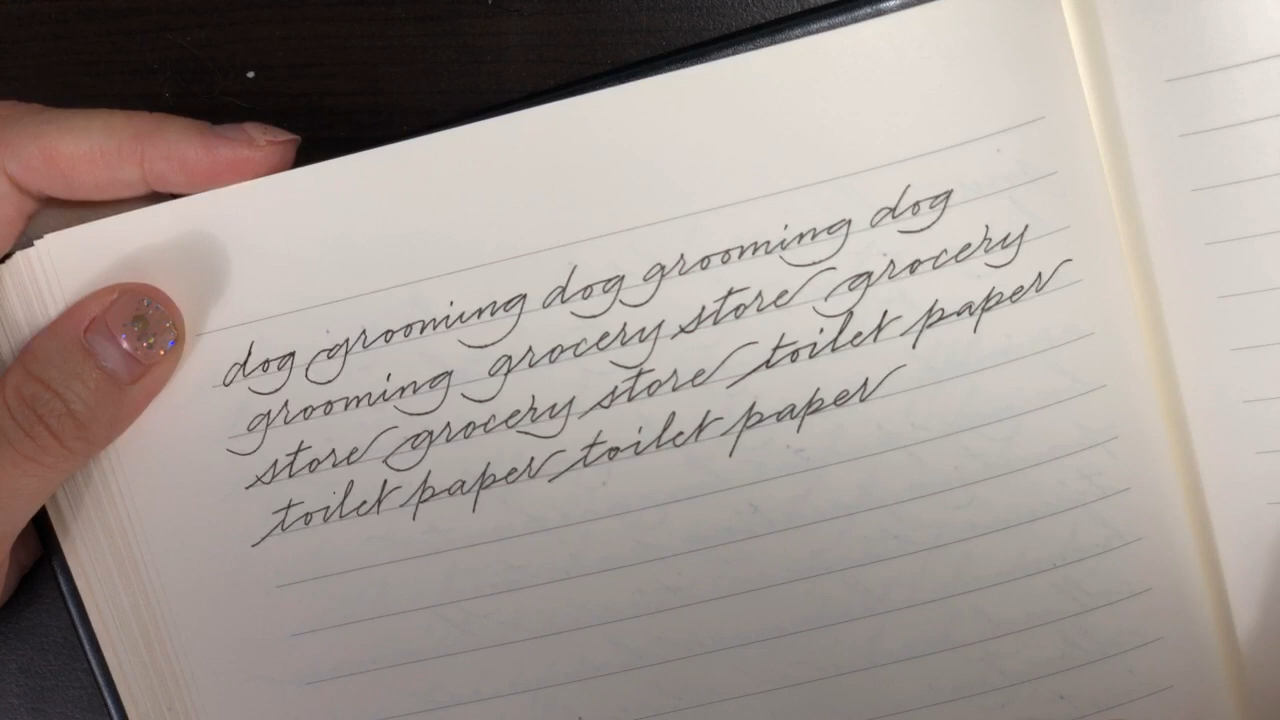 dog grooming dog grooming dog
grooming grocery store grocery
store grocery store toilet paper
toilet paper toilet paper